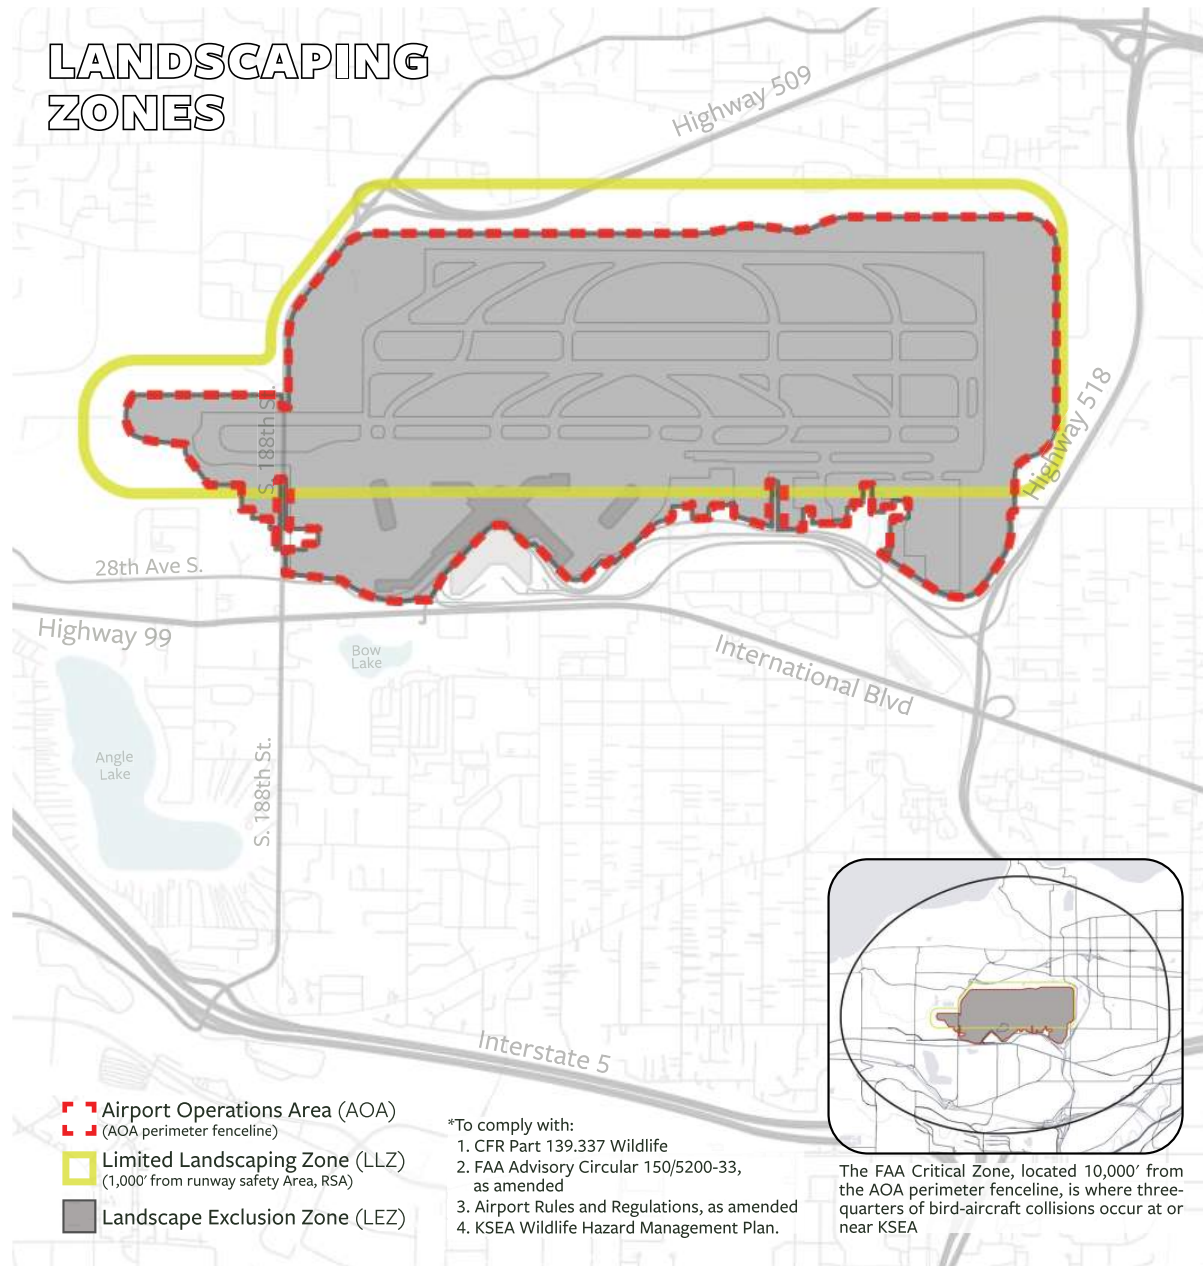 LANDSCAPING
ZONES
Highway 509
Highway 518
S. 188th St.
28th Ave S.
Highway 99
Bow
Lake
International Blvd
Angle
Lake
S. 188th St.
Interstate 5
Airport Operations Area (AOA)
(AOA perimeter fenceline)
Limited Landscaping Zone (LLZ)
(1,000' from runway safety Area, RSA)
Landscape Exclusion Zone (LEZ)
*To comply with:
1. CFR Part 139.337 Wildlife
2. FAA Advisory Circular 150/5200-33,
as amended
3. Airport Rules and Regulations, as amended
4. KSEA Wildlife Hazard Management Plan.
The FAA Critical Zone, located 10,000' from
the AOA perimeter fenceline, is where three-
quarters of bird-aircraft collisions occur at or
near KSEA